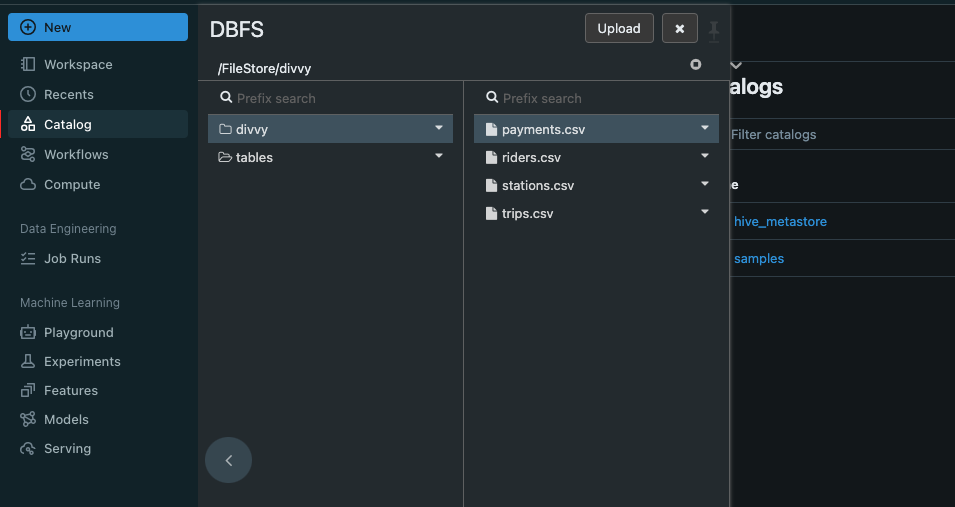 New
Workspace
Recents
Catalog
Workflows
Compute
Data Engineering
Job Runs
Machine Learning
Playground
Experiments
Features
Models
Serving
DBFS
Upload
/FileStore/divvy
Prefix search
divvy
tables
Prefix search
payments.csv
riders.csv
stations.csv
trips.csv
alogs
Filter catalogs
e
hive_metastore
samples